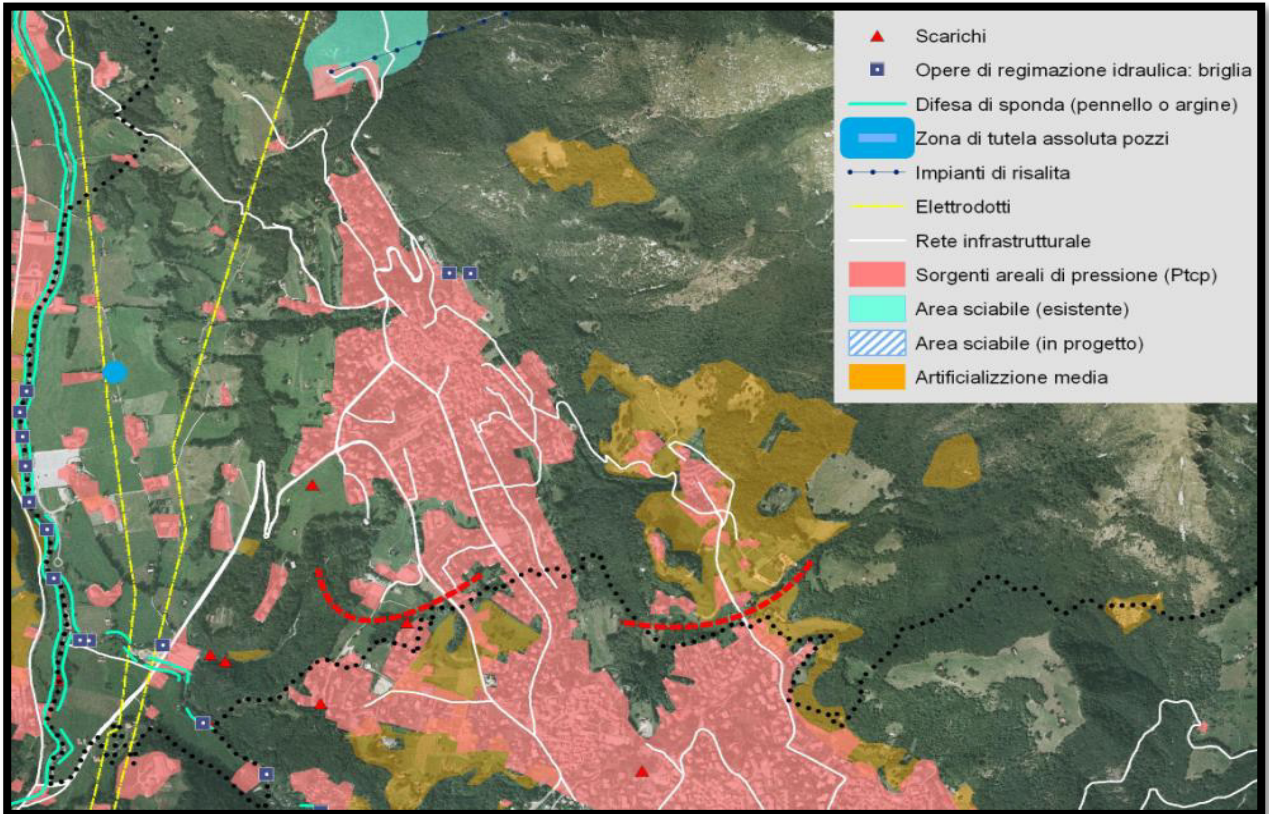 Scarichi
Opere di regimazione idraulica: briglia
Difesa di sponda (pennello o argine)
Zona di tutela assoluta pozzi
Impianti di risalita
Elettrodotti
Rete infrastrutturale
Sorgenti areali di pressione (Ptcp)
Area sciabile (esistente)
Area sciabile (in progetto)
Artificializzione media